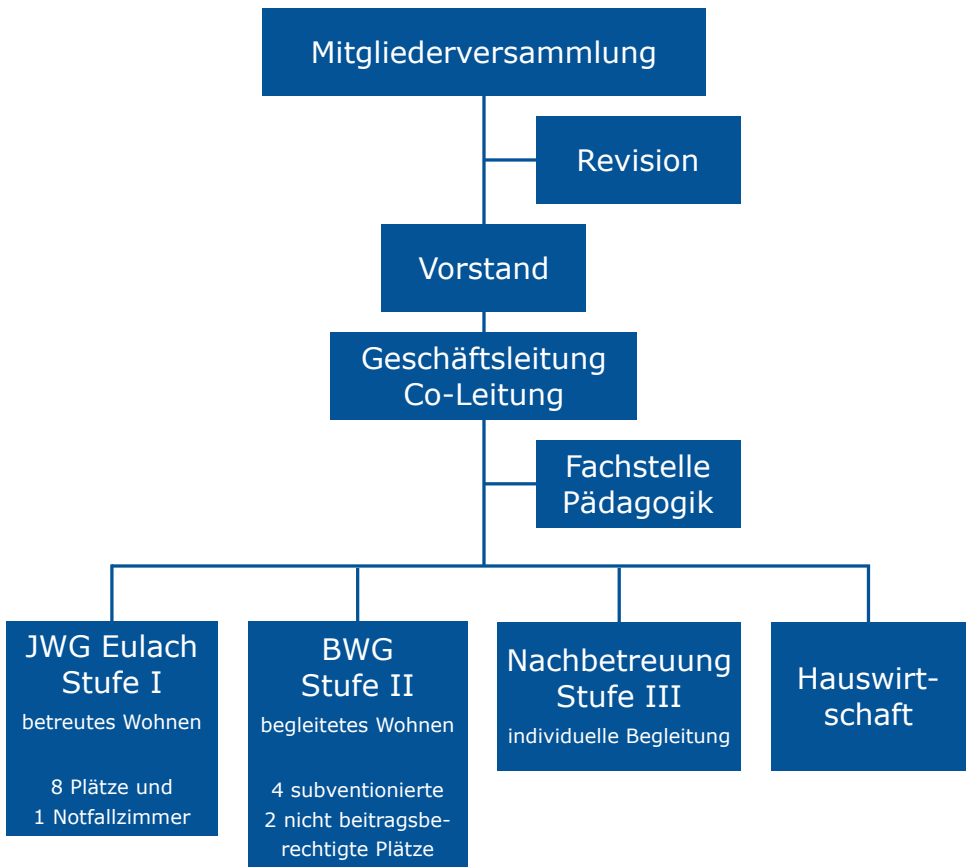 Mitgliederversammlung
Revision
Vorstand
Geschäftsleitung
Co-Leitung
Fachstelle
Pädagogik
JWG Eulach
Stufe I
betreutes Wohnen
8 Plätze und
1 Notfallzimmer
BWG
Stufe II
begleitetes Wohnen
4 subventionierte
2 nicht beitragsbe-
rechtigte Plätze
Nachbetreuung
Stufe III
individuelle Begleitung
Hauswirt-
schaft